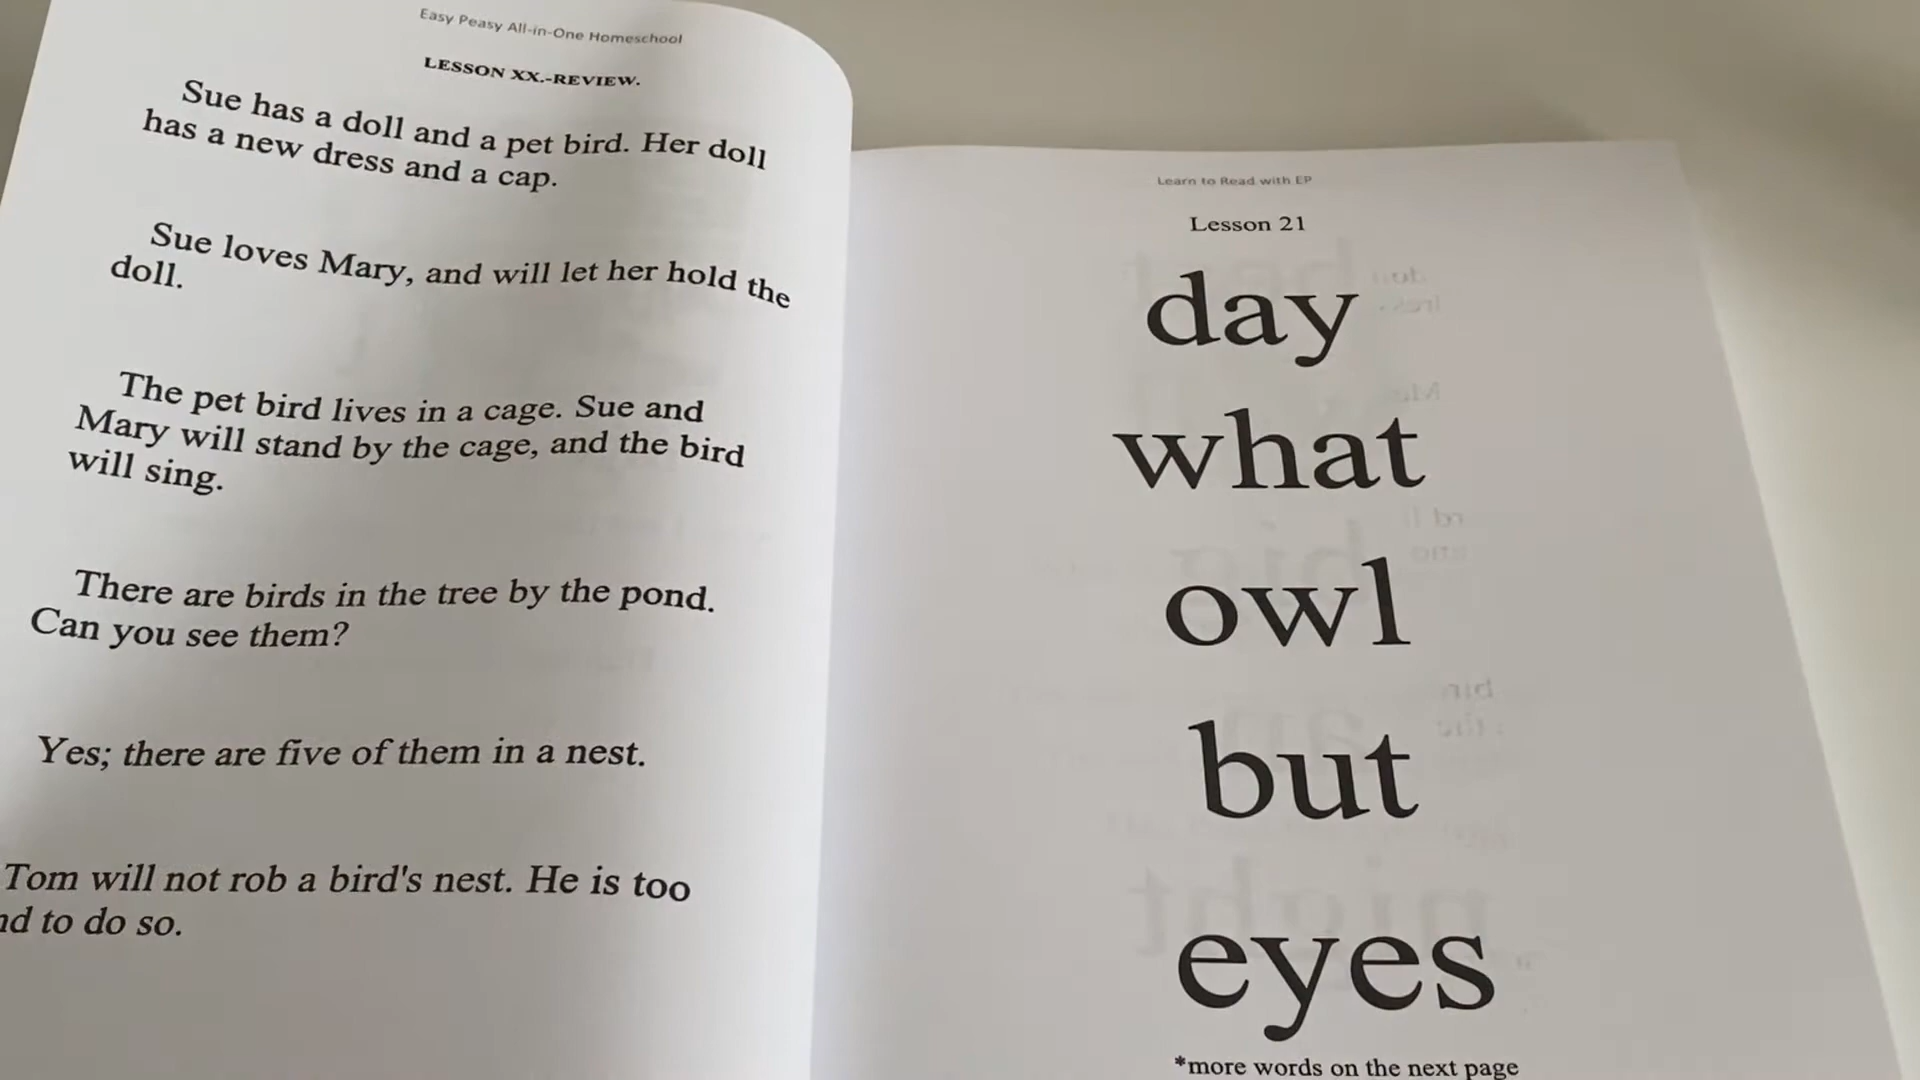 Easy Peasy All-in-One Homeschool
LESSON XX.-REVIEW.
Sue has a doll and a pet bird. Her doll
has a new dress and a cap.
Sue loves Mary, and will let her hold the
doll.
The pet bird lives in a cage. Sue and
Mary will stand by the cage, and the bird
will sing.
There are birds in the tree by the pond.
Can you see them?
Yes; there are five of them in a nest.
Tom will not rob a bird's nest. He is too
to do so.
Learn to Read with EP
Lesson 21
day
what
owl
but
eyes
*more words on the next page